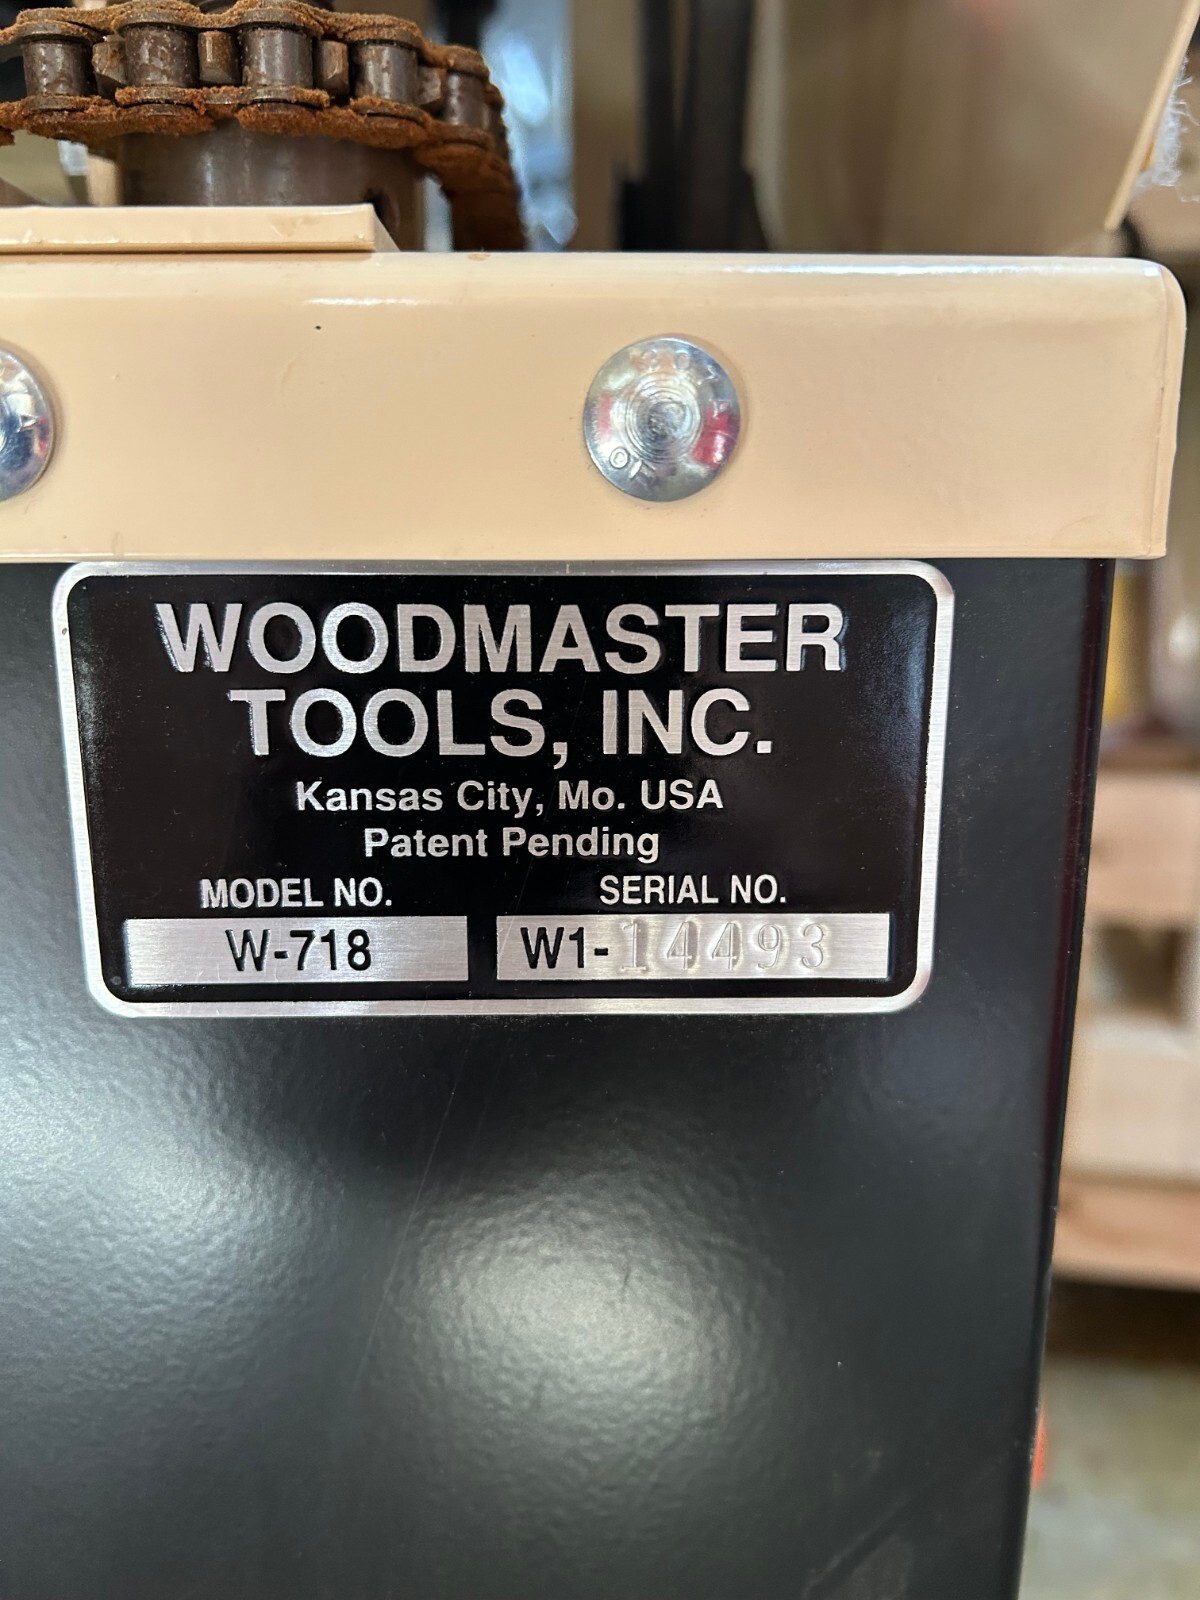 WOODMASTER
TOOLS, INC.
Kansas City, Mo. USA
Patent Pending
MODEL NO. SERIAL NO.
W-718 W1-14493